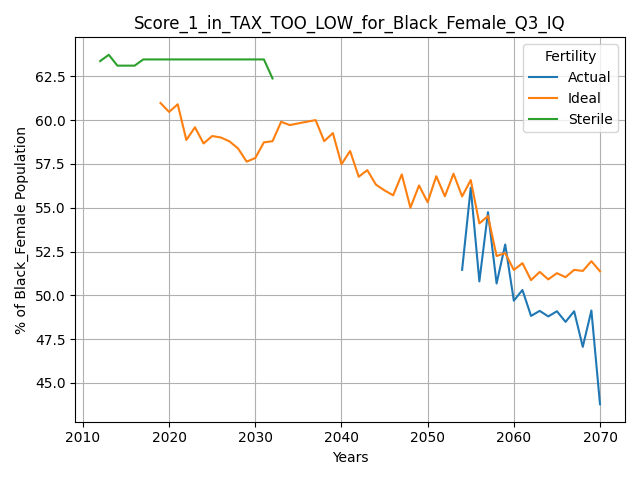 Score_1_in_TAX_TOO_LOW_for_Black_Female_Q3_IQ
Fertility
Actual
Ideal
Sterile
% of Black_Female Population
62.5
60.0
57.5
55.0
52.5
50.0
47.5
45.0
2010 2020 2030 2040 2050 2060 2070
Years